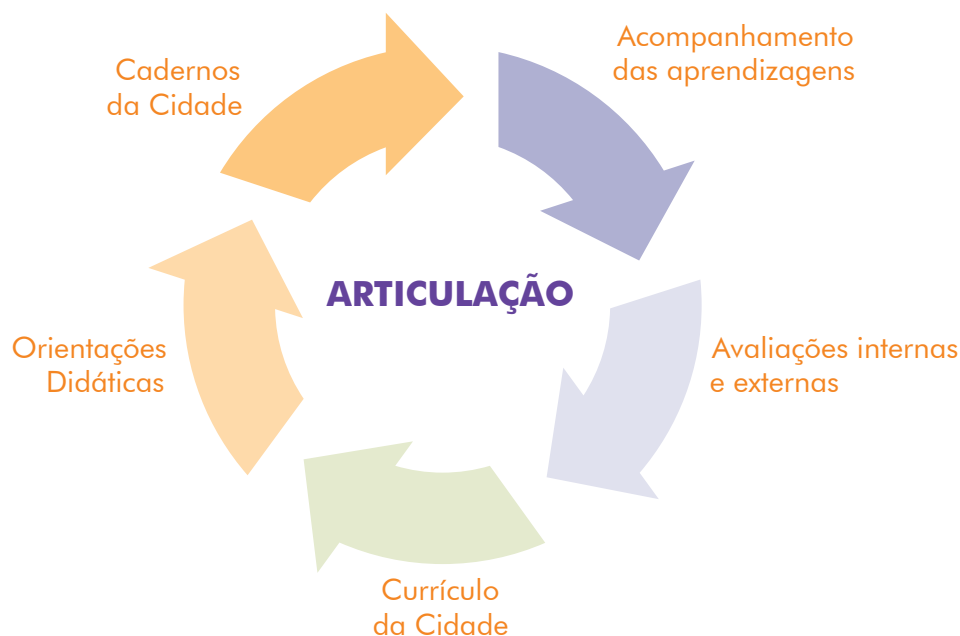 Acompanhamento
das aprendizagens
Cadernos
da Cidade
ARTICULAÇÃO
Orientações
Didáticas
Avaliações internas
e externas
Currículo
da Cidade